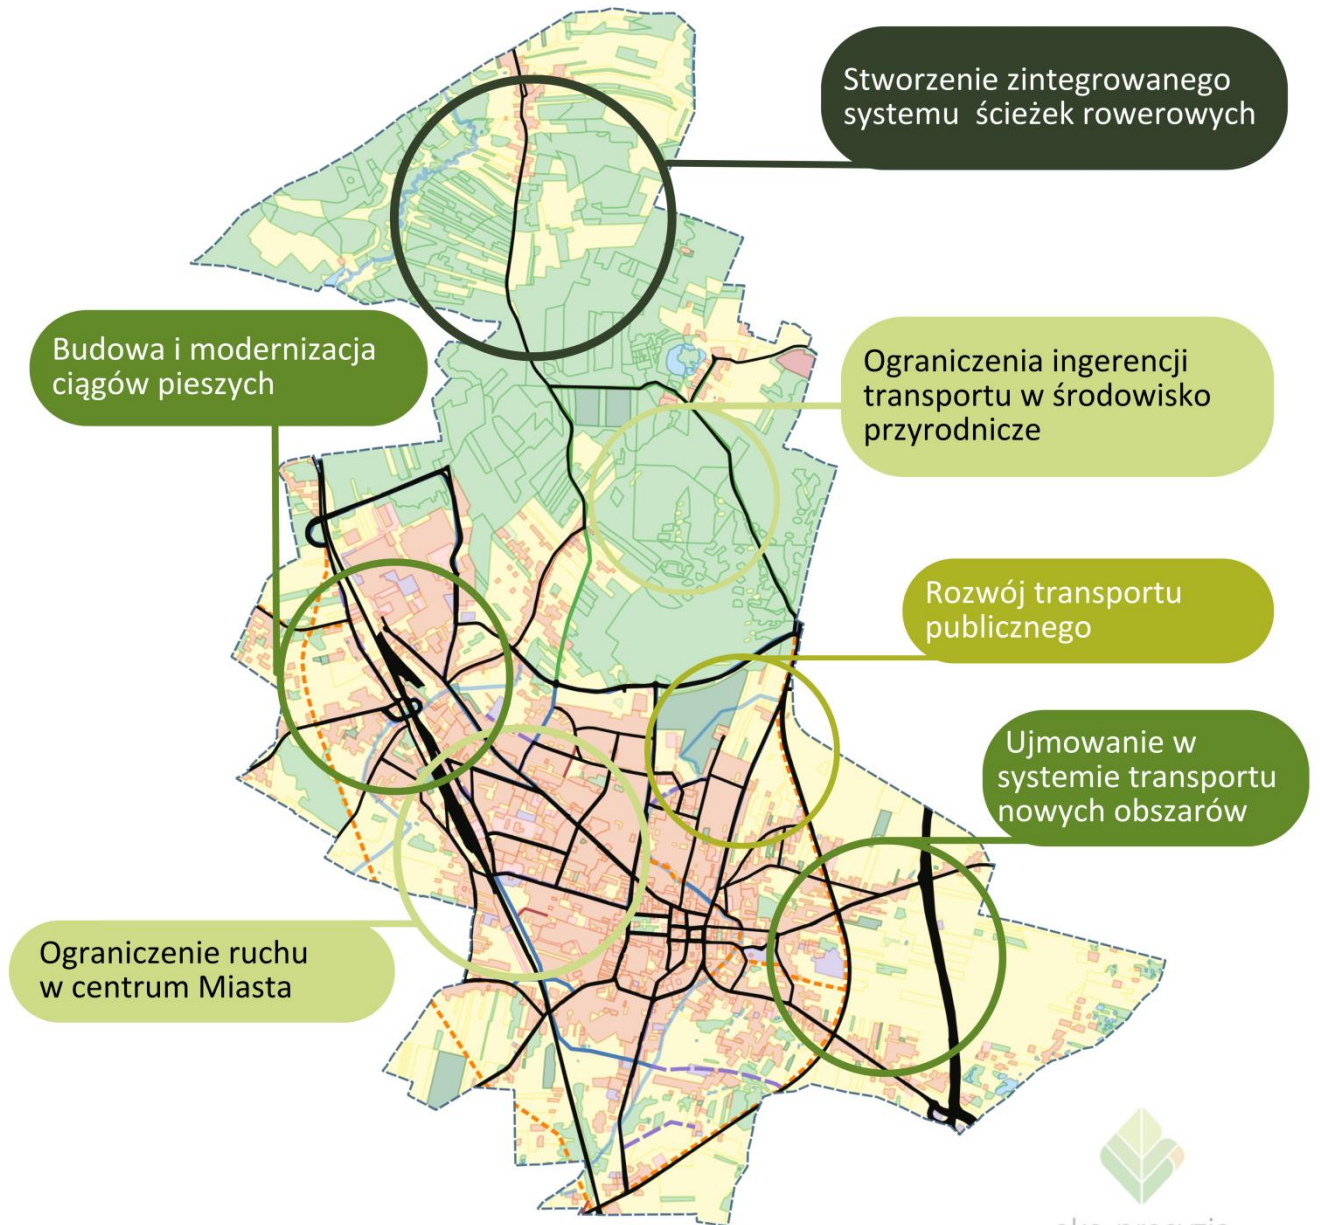 Stworzenie zintegrowanego
systemu ścieżek rowerowych
Budowa i modernizacja
ciągów pieszych
Ograniczenia ingerencji
transportu w środowisko
przyrodnicze
Rozwój transportu
publicznego
Ujmowanie w
systemie transportu
nowych obszarów
Ograniczenie ruchu
w centrum Miasta